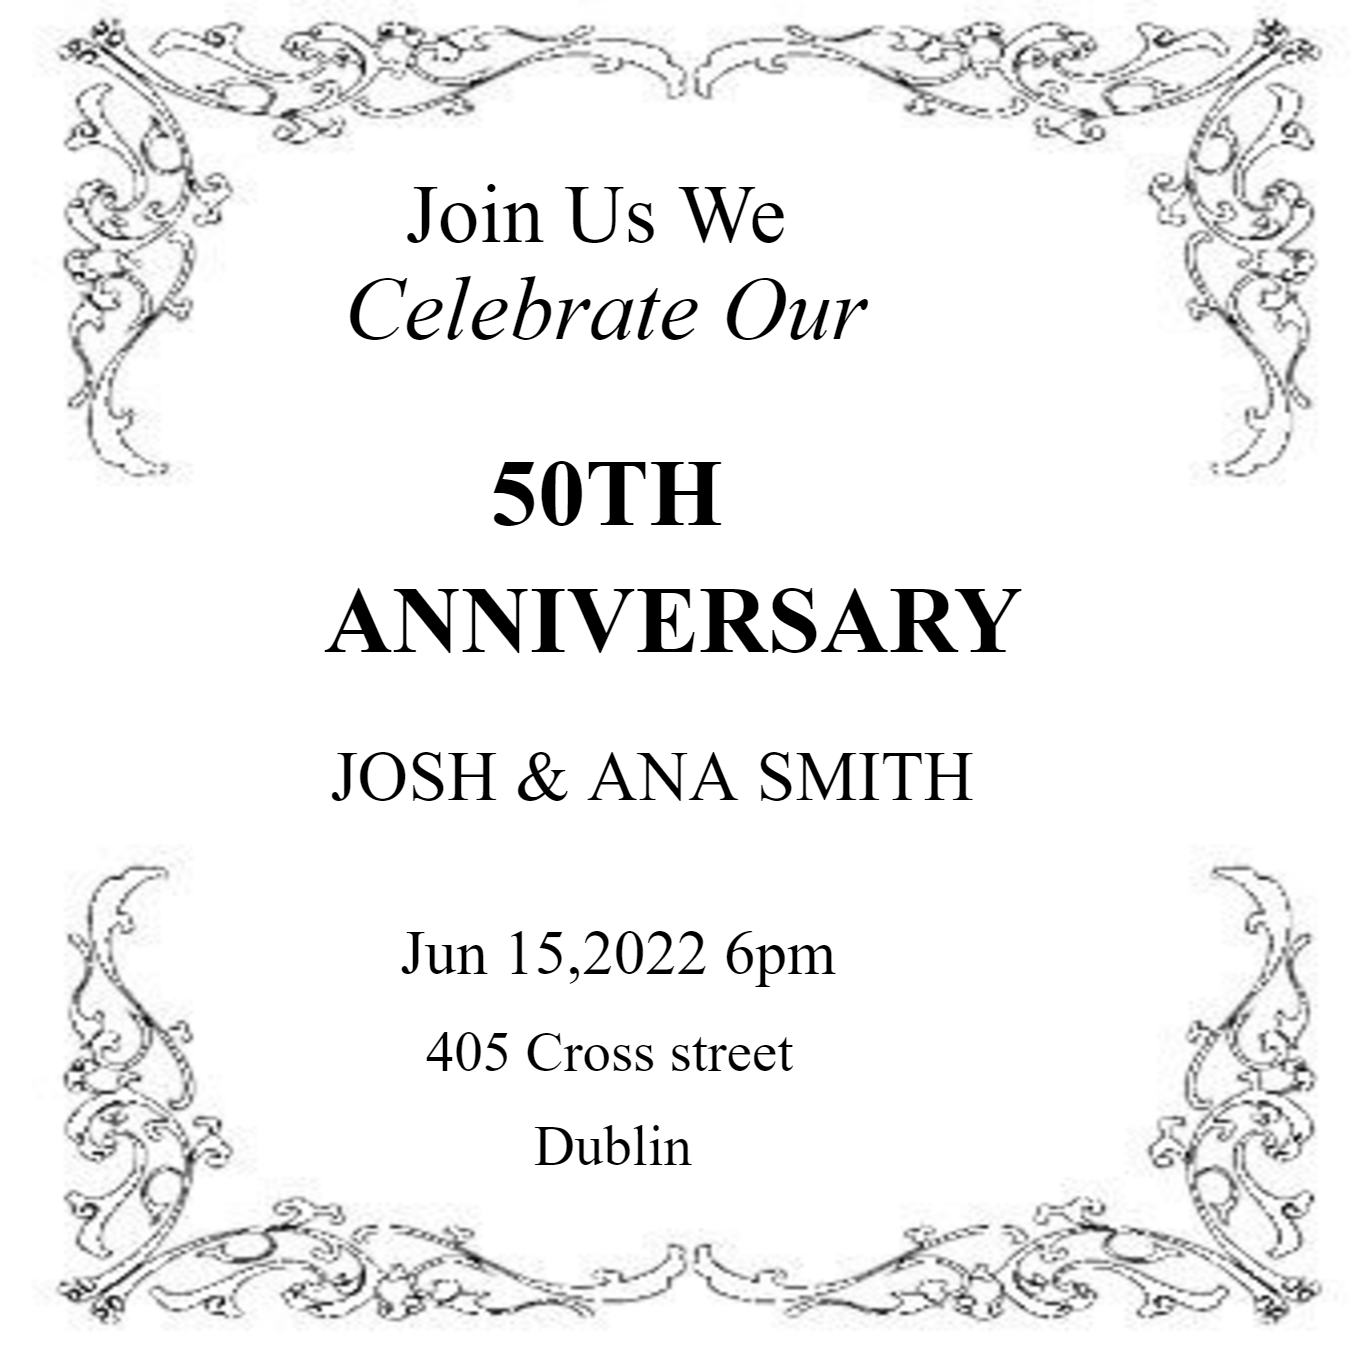 Join Us We
Celebrate Our
50TH
ANNIVERSARY
JOSH & ANA SMITH
Jun 15,2022 6pm
405 Cross street
Dublin